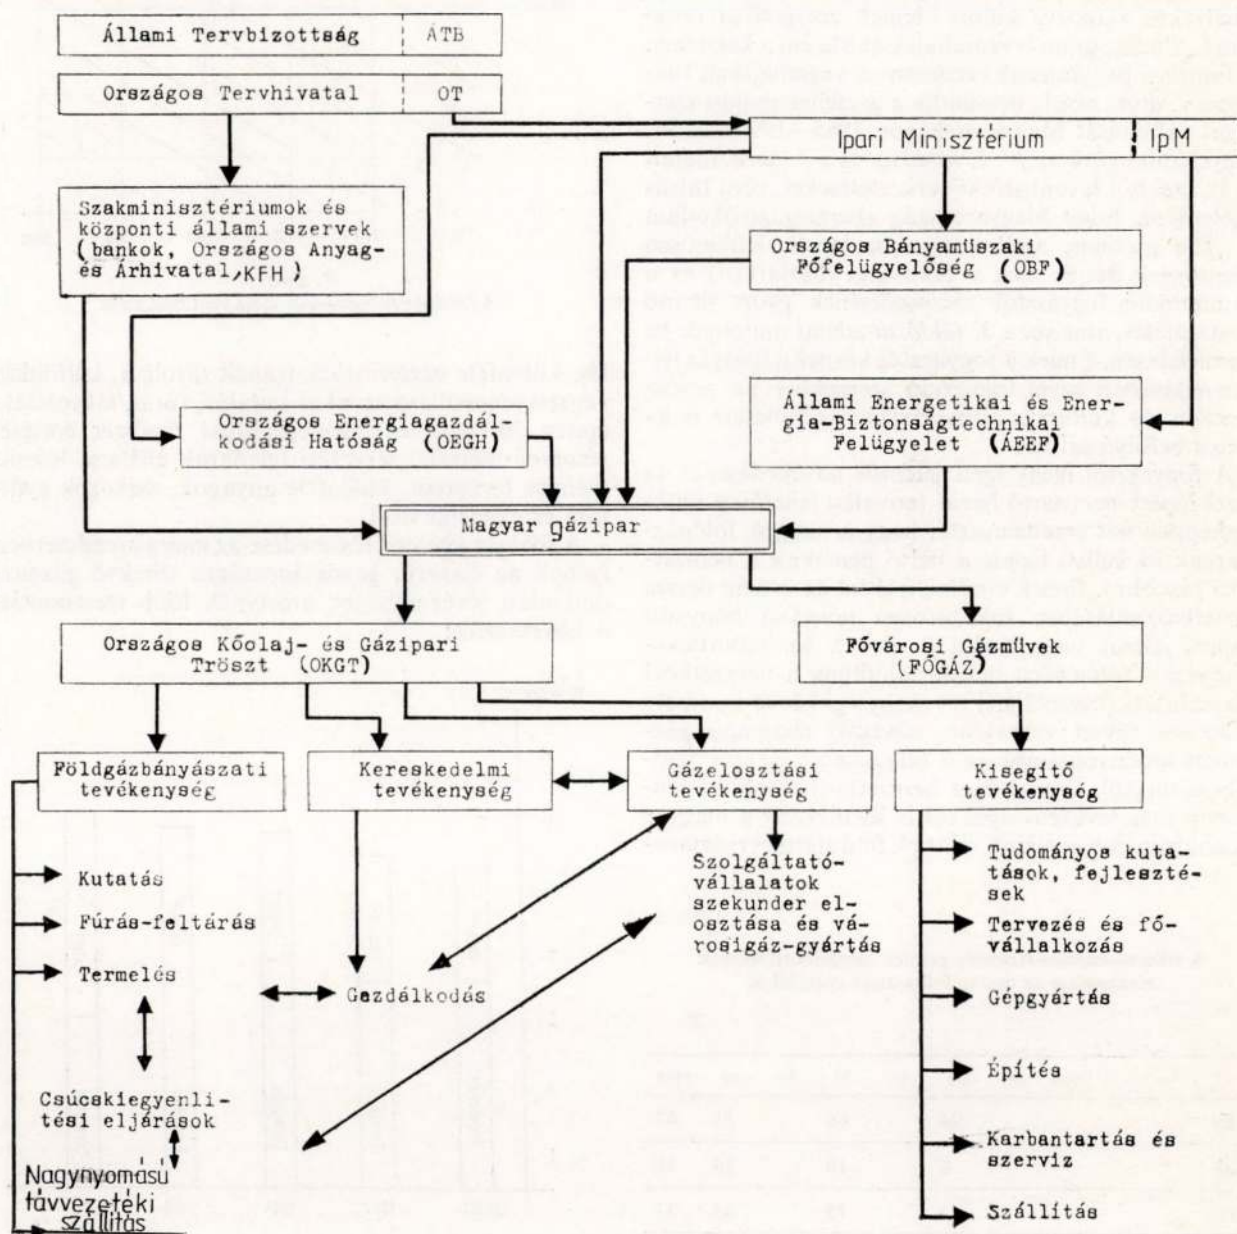 Állami Tervbizottság ATB
Országos Tervhivatal OT
Ipari Minisztérium IpM
Szakminisztériumok és
központi állami szervek
(bankok, Országos Anyag-
és Árhivatal, KFH)
Országos Bányaműszaki
Főfelügyelőség (OBF)
Országos Energiagazdál-
kodási Hatóság (OEGH)
Állami Energetikai és Ener-
gia-Biztonságtechnikai
Felügyelet (ÁEEF)
Magyar gázipar
Országos Kőolaj- és Gázipari
Tröszt (OKGT)
Fővárosi Gázművek
(FŐGÁZ)
Földgázbányászati
tevékenység
Kereskedelmi
tevékenység
Gázelosztási
tevékenység
Kisegítő
tevékenység
Kutatás
Fúrás-feltárás
Termelés
Csúcskiegyenlí-
tési eljárások
Nagynyomású
távvezetéki
szállítás
Gazdálkodás
Szolgáltató-
vállalatok
szekunder el-
osztása és vá-
rosigáz-gyártás
Tudományos kuta-
tások, fejleszté-
sek
Tervezés és fő-
vállalkozás
Gépgyártás
Építés
Karbantartás és
szerviz
Szállítás